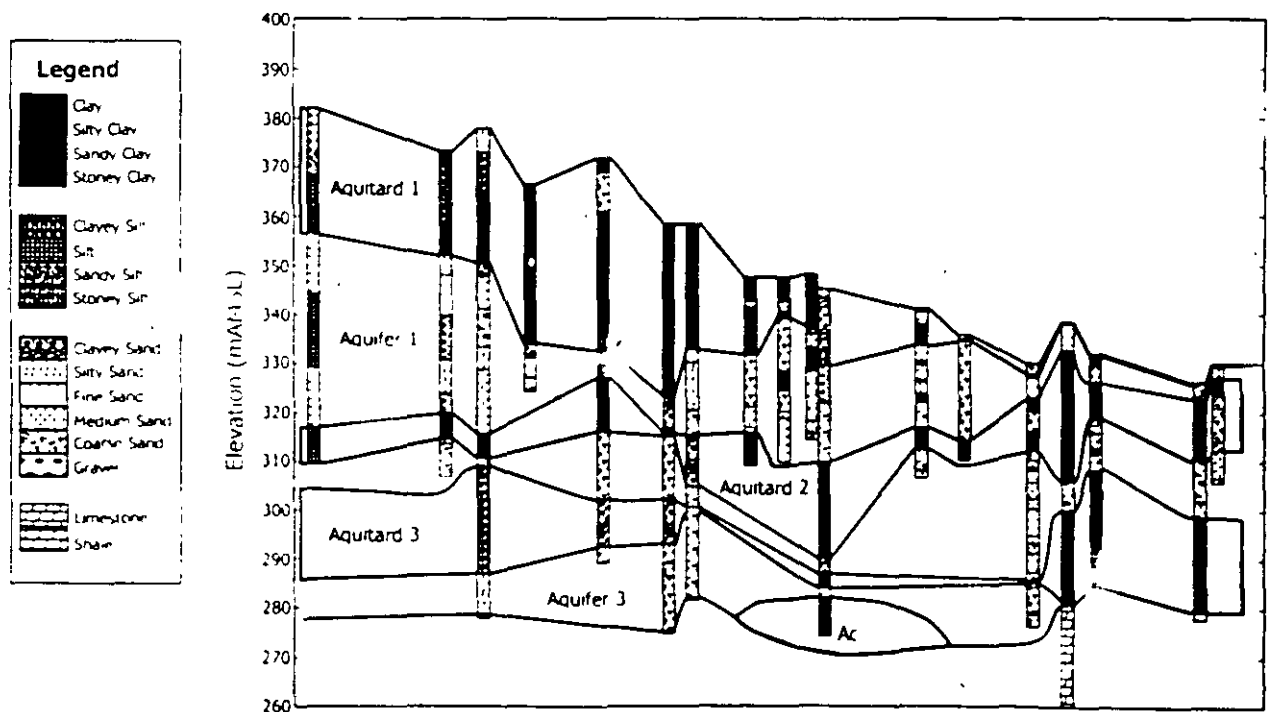 Legend
Clay
Silty Clay
Sandy Clay
Stoney Clay
Clayey Silt
Silt
Sandy Silt
Stoney Silt
Clayey Sand
Silty Sand
Fine Sand
Medium Sand
Coarse Sand
Gravel
Limestone
Shale
Elevation
400
390
380
370
360
350
340
330
320
310
300
290
280
270
260
Aquitard 1
Aquifer 1
Aquitard 2
Aquitard 3
Aquifer 3
Ac